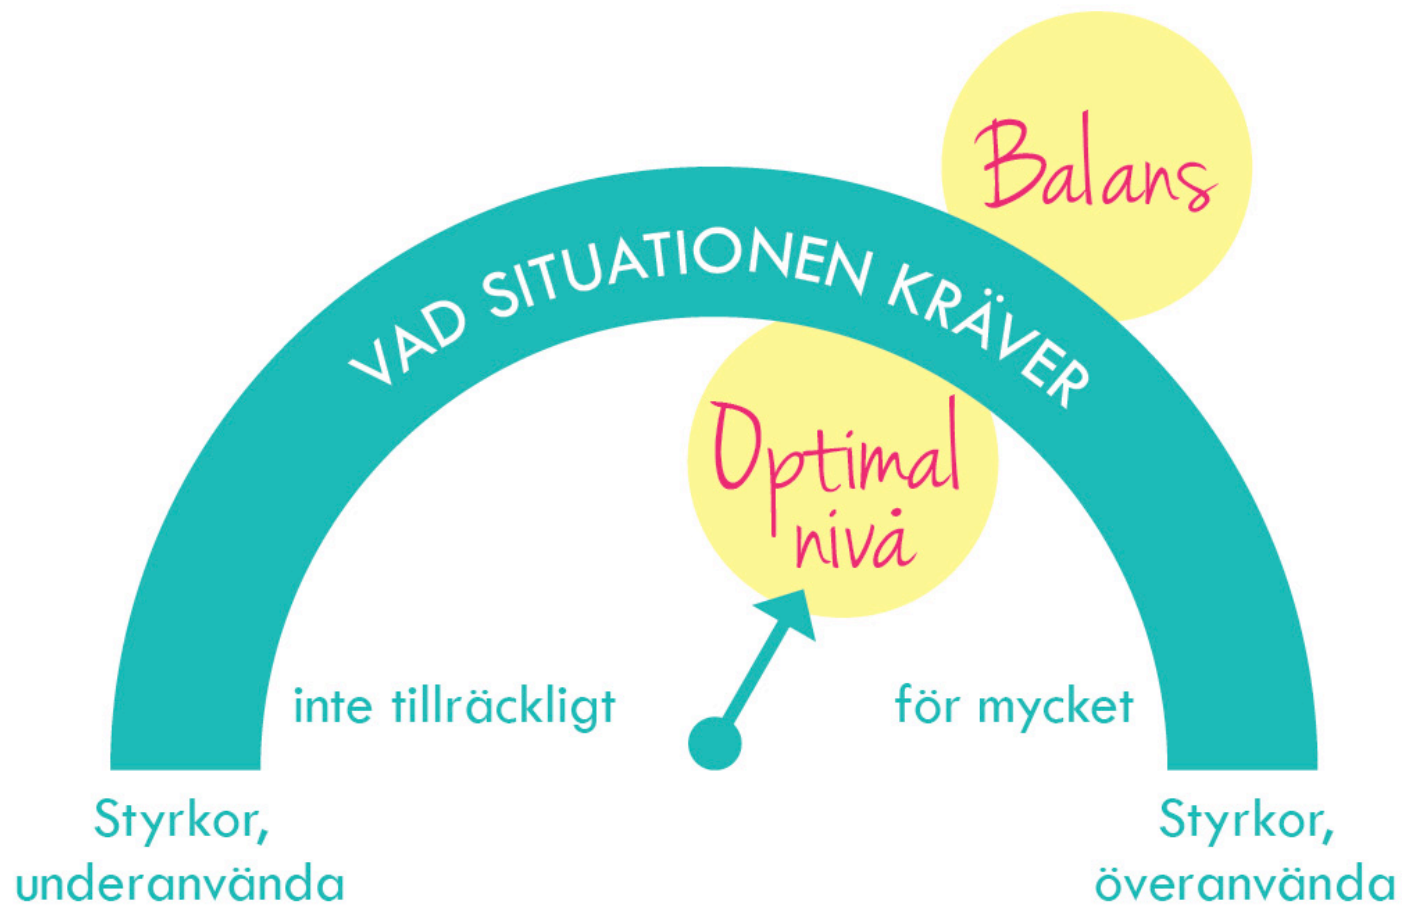 Balans
VAD SITUATIONEN KRÄVER
Optimal
nivå
inte tillräckligt
för mycket
Styrkor,
underanvända
Styrkor,
överanvända